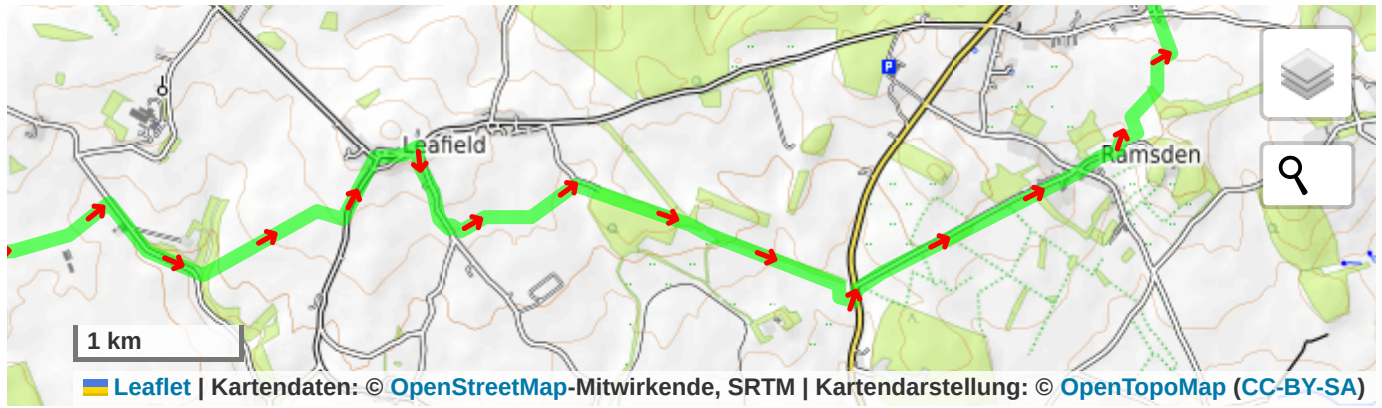 P
Leafield
Ramsden
1 km
Leaflet | Kartendaten: © OpenStreetMap-Mitwirkende, SRTM | Kartendarstellung: © OpenTopoMap (CC-BY-SA)